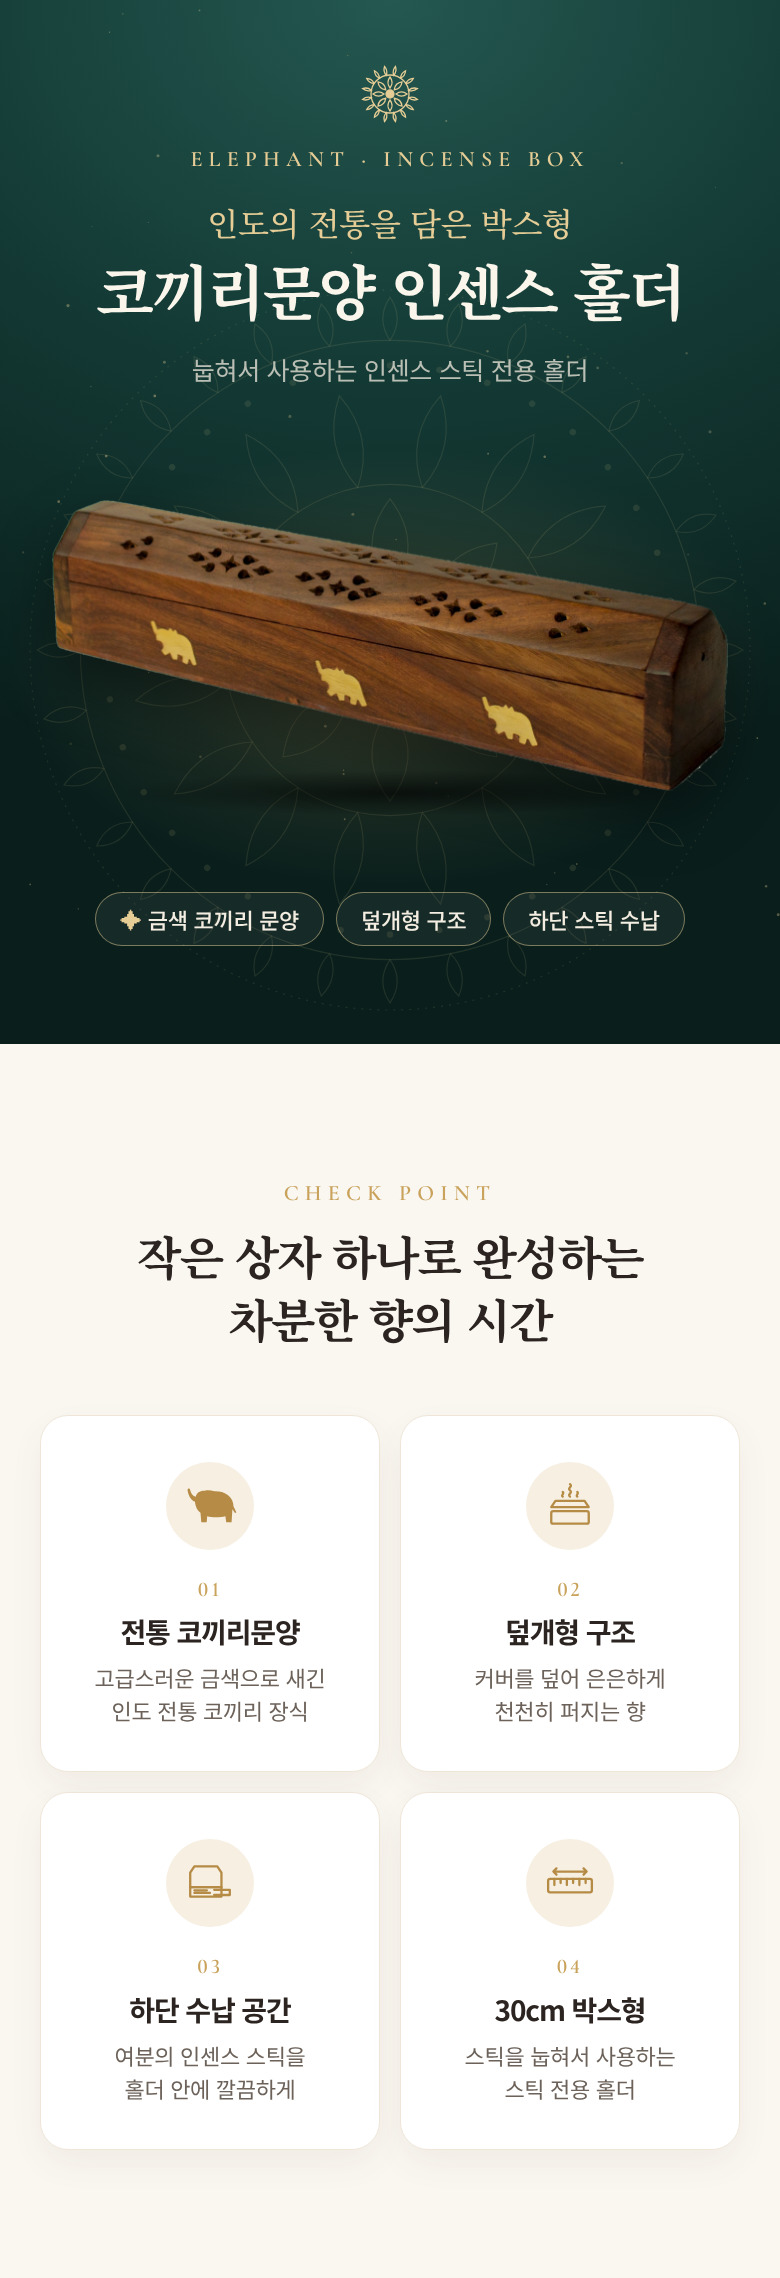 ELEPHANT · INCENSE BOX
인도의 전통을 담은 박스형
코끼리문양 인센스 홀더
눕혀서 사용하는 인센스 스틱 전용 홀더
금색 코끼리 문양
덮개형 구조
하단 스틱 수납
CHECK POINT
작은 상자 하나로 완성하는
차분한 향의 시간
01
전통 코끼리문양
고급스러운 금색으로 새긴
인도 전통 코끼리 장식
02
덮개형 구조
커버를 덮어 은은하게
천천히 퍼지는 향
03
하단 수납 공간
여분의 인센스 스틱을
홀더 안에 깔끔하게
04
30cm 박스형
스틱을 눕혀서 사용하는
스틱 전용 홀더